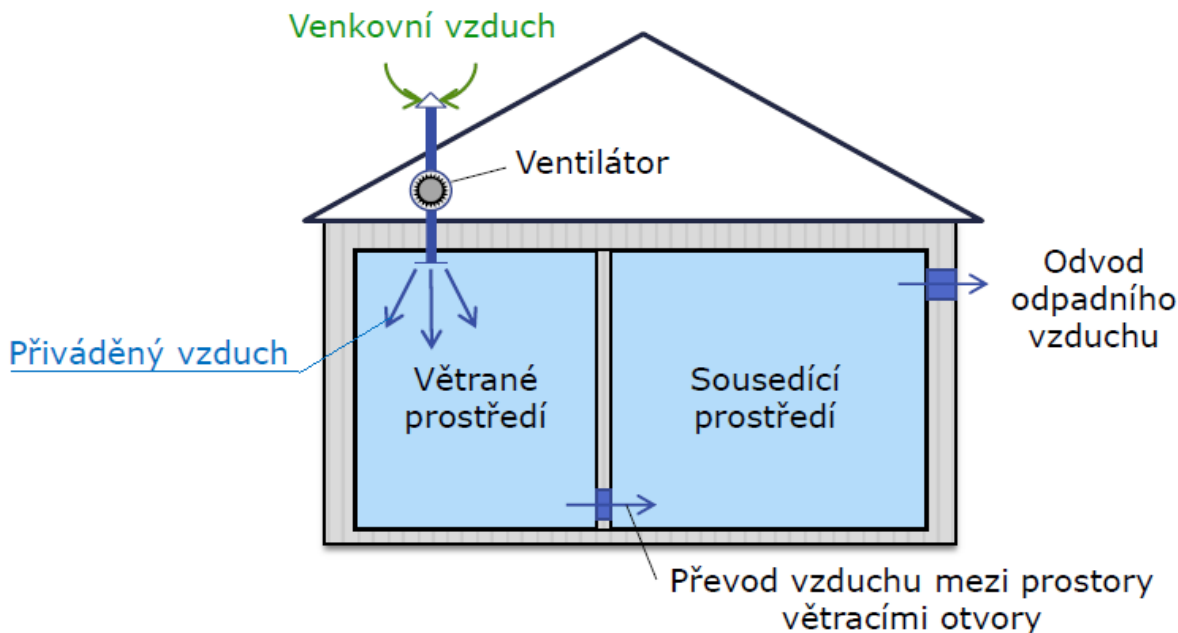 Venkovní vzduch
Ventilátor
Odvod
odpadního
vzduchu
Přiváděný vzduch
Větrané
prostředí
Sousedící
prostředí
Převod vzduchu mezi prostory
větracími otvory